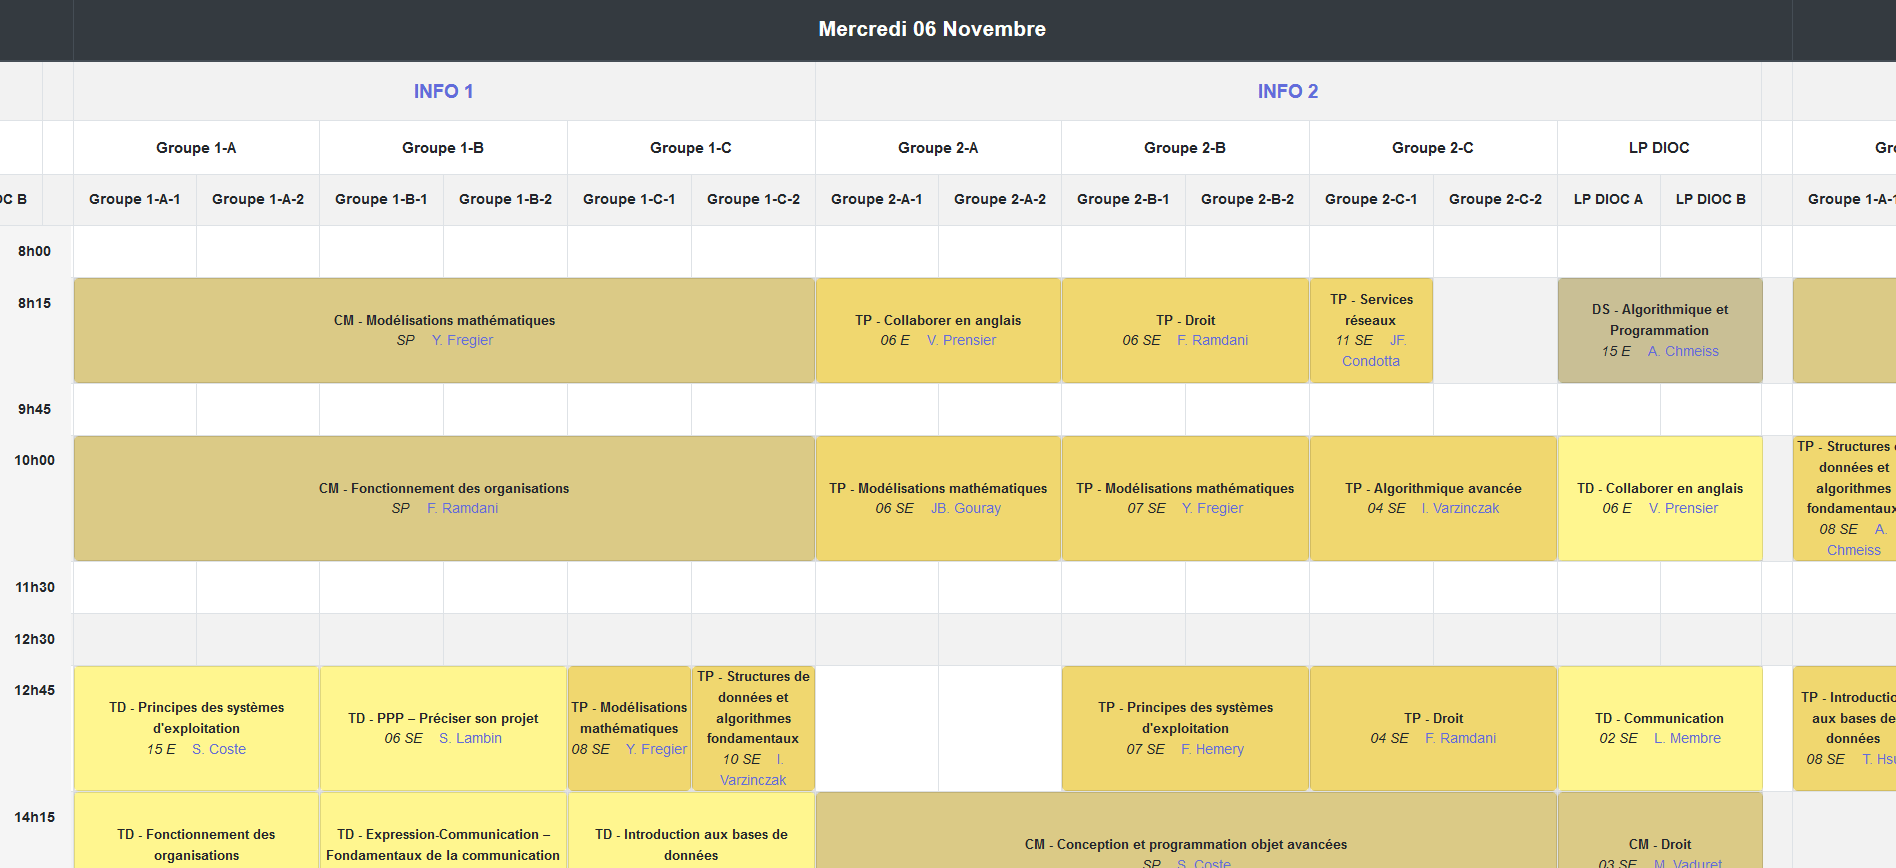 Mercredi 06 Novembre
INFO 1
INFO 2
Groupe 1-A
Groupe 1-B
Groupe 1-C
Groupe 2-A
Groupe 2-B
Groupe 2-C
LP DIOC
Gro
OC B
Groupe 1-A-1
Groupe 1-A-2
Groupe 1-B-1
Groupe 1-B-2
Groupe 1-C-1
Groupe 1-C-2
Groupe 2-A-1
Groupe 2-A-2
Groupe 2-B-1
Groupe 2-B-2
Groupe 2-C-1
Groupe 2-C-2
LP DIOC A
LP DIOC B
Groupe 1-A-1
8h00
8h15
CM - Modélisations mathématiques
SP Y. Fregier
TP - Collaborer en anglais
06 E V. Prensier
TP - Droit
06 SE F. Ramdani
TP - Services
réseaux
11 SE JF.
Condotta
DS - Algorithmique et
Programmation
15 E A. Chmeiss
9h45
10h00
CM - Fonctionnement des organisations
SP F. Ramdani
TP - Modélisations mathématiques
06 SE JB. Gouray
TP - Modélisations mathématiques
07 SE Y. Fregier
TP - Algorithmique avancée
04 SE I. Varzinczak
TD - Collaborer en anglais
06 E V. Prensier
TP - Structures
données et
algorithmes
fondamentaux
08 SE A.
Chmeiss
11h30
12h30
12h45
TD - Principes des systèmes
d'exploitation
15 E S. Coste
TD - PPP – Préciser son projet
06 SE S. Lambin
TP - Modélisations
mathématiques
08 SE Y. Fregier
TP - Structures de
données et
algorithmes
fondamentaux
10 SE I.
Varzinczak
TP - Principes des systèmes
d'exploitation
07 SE F. Hemery
TP - Droit
04 SE F. Ramdani
TD - Communication
02 SE L. Membre
TP - Introductio
aux bases de
données
08 SE T. Hsu
14h15
TD - Fonctionnement des
organisations
TD - Expression-Communication –
Fondamentaux de la communication
TD - Introduction aux bases de
données
CM - Conception et programmation objet avancées
SP S. Coste
CM - Droit
03 SE M. Vaduret